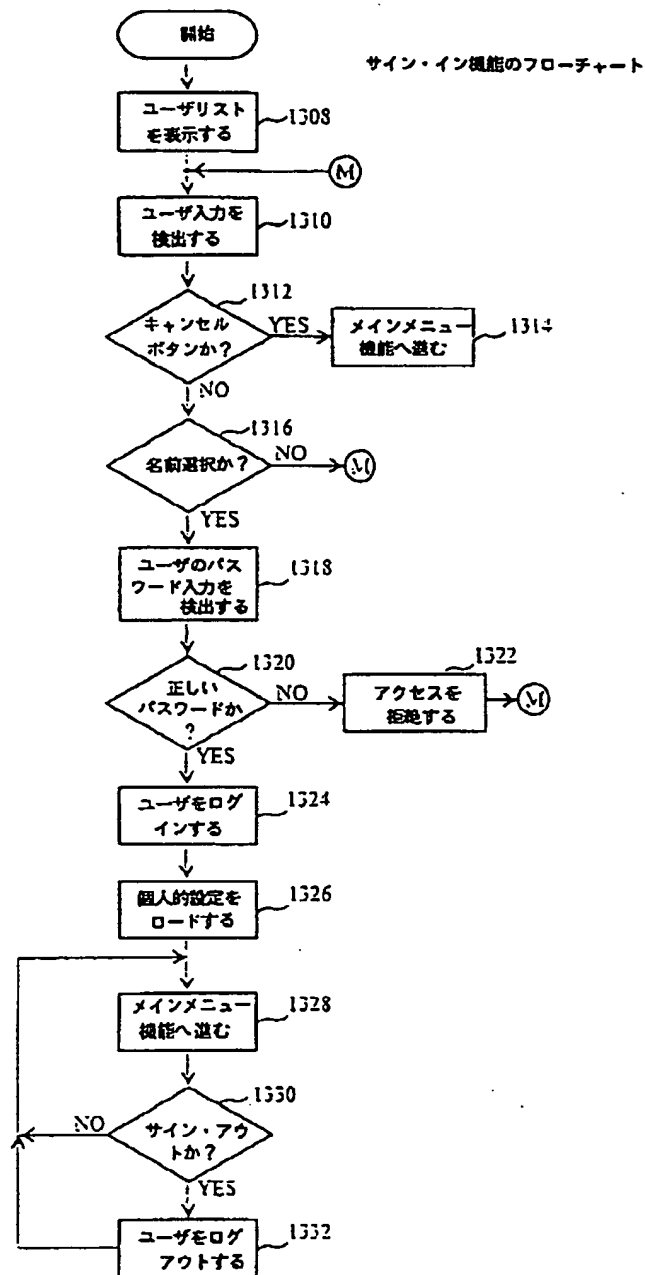 開始
サイン・イン機能のフローチャート
ユーザリスト
を表示する
1308
M
ユーザ入力を
検出する
1310
1312
キャンセル
ボタンか?
YES
メインメニュー
機能へ進む
1314
NO
1316
名前選択か?
NO
M
YES
ユーザのパス
ワード入力を
検出する
1318
1320
正しい
パスワードか
?
NO
1322
アクセスを
拒絶する
M
YES
ユーザをログ
インする
1324
個人的設定を
ロードする
1326
メインメニュー
機能へ進む
1328
1330
サイン・アウ
トか?
NO
YES
ユーザをログ
アウトする
1332